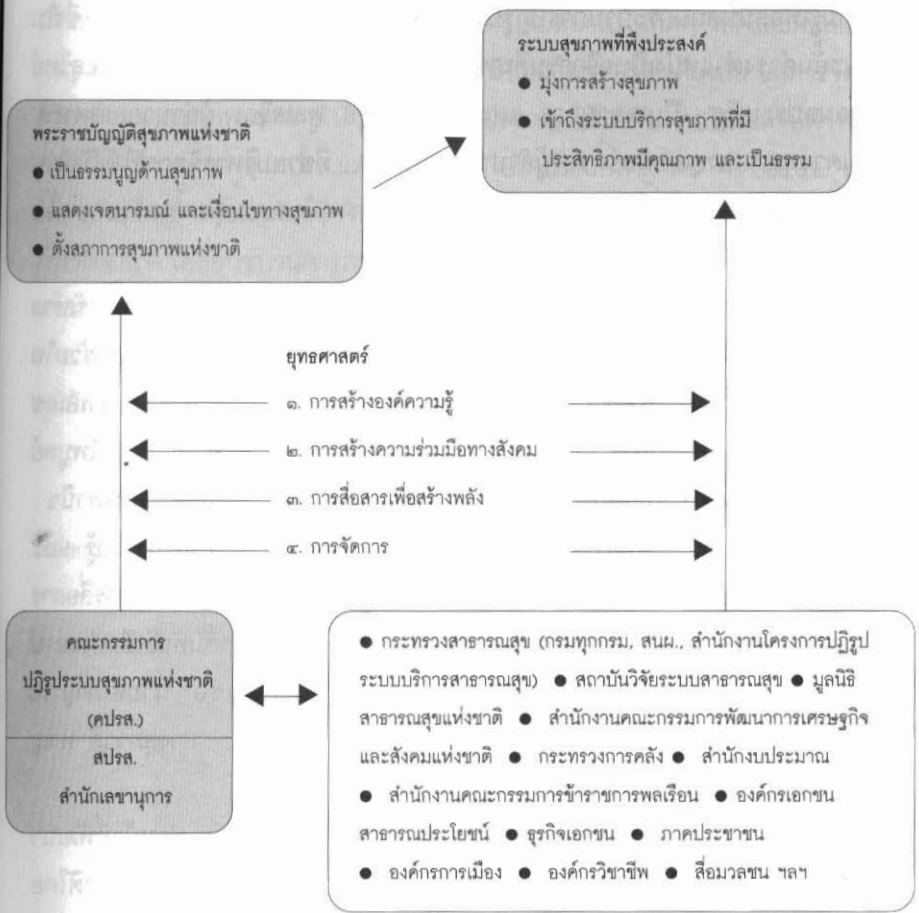 ระบบสุขภาพที่พึงประสงค์
● มุ่งการสร้างสุขภาพ
● เข้าถึงระบบบริการสุขภาพที่มี
ประสิทธิภาพมีคุณภาพ และเป็นธรรม
พระราชบัญญัติสุขภาพแห่งชาติ
● เป็นธรรมนูญด้านสุขภาพ
● แสดงเจตนารมณ์ และเงื่อนไขทางสุขภาพ
● ตั้งสภาการสุขภาพแห่งชาติ
ยุทธศาสตร์
๑. การสร้างองค์ความรู้
๒. การสร้างความร่วมมือทางสังคม
๓. การสื่อสารเพื่อสร้างพลัง
๔. การจัดการ
คณะกรรมการ
ปฏิรูประบบสุขภาพแห่งชาติ
(คปรส.)
สปรส.
สำนักเลขานุการ
● กระทรวงสาธารณสุข (กรมทุกกรม, สนผ., สำนักงานโครงการปฏิรูป
ระบบบริการสาธารณสุข) ● สถาบันวิจัยระบบสาธารณสุข ● มูลนิธิ
สาธารณสุขแห่งชาติ ● สำนักงานคณะกรรมการพัฒนาการเศรษฐกิจ
และสังคมแห่งชาติ ● กระทรวงการคลัง ● สำนักงบประมาณ
● สำนักงานคณะกรรมการข้าราชการพลเรือน ● องค์กรเอกชน
สาธารณประโยชน์ ● ธุรกิจเอกชน ● ภาคประชาชน
● องค์กรการเมือง ● องค์กรวิชาชีพ ● สื่อมวลชน ฯลฯ